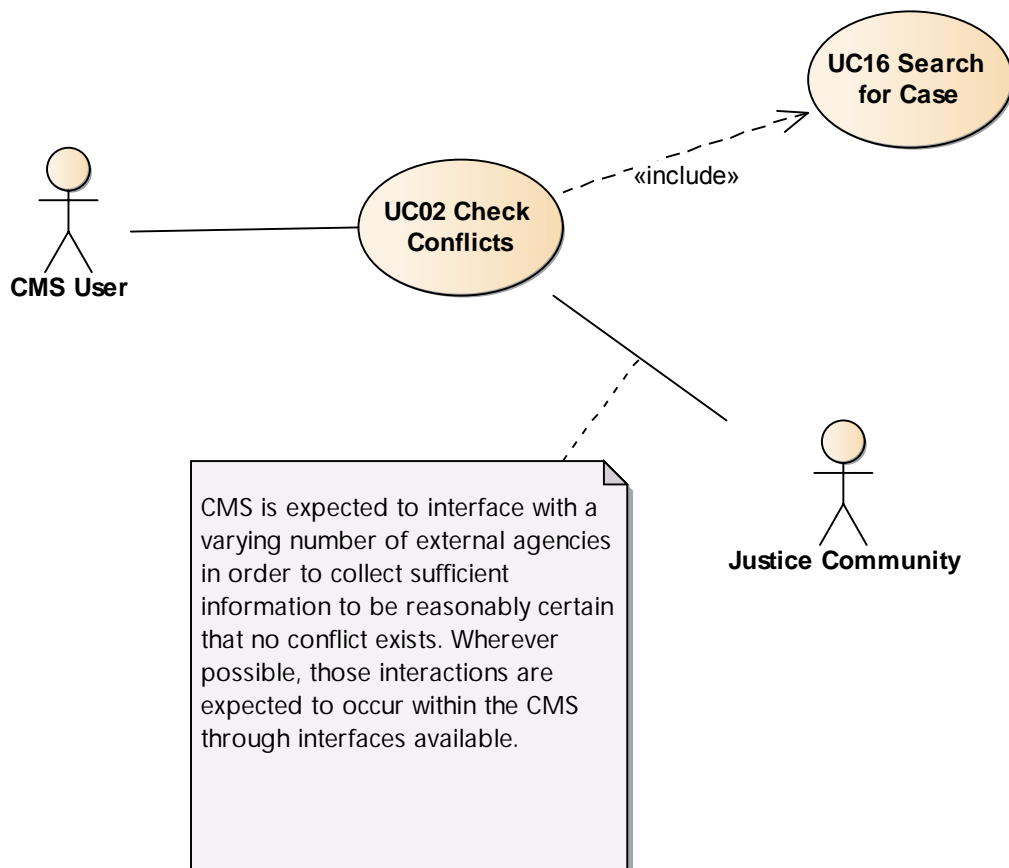 UC16 Search
for Case
«include»
UC02 Check
Conflicts
CMS User
Justice Community
CMS is expected to interface with a
varying number of external agencies
in order to collect sufficient
information to be reasonably certain
that no conflict exists. Wherever
possible, those interactions are
expected to occur within the CMS
through interfaces available.